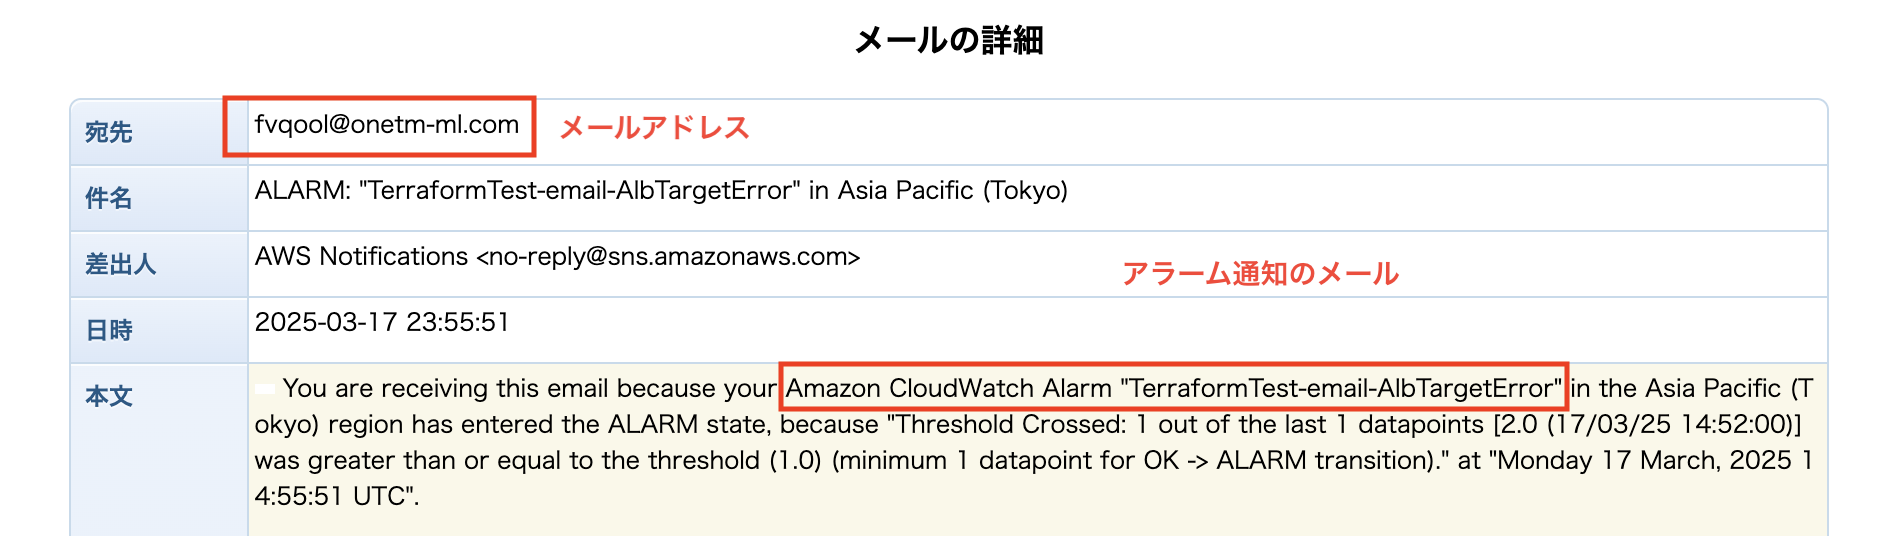 メールの詳細
宛先
fvqool@onetm-ml.com
メールアドレス
件名
ALARM: "TerraformTest-email-AlbTargetError" in Asia Pacific (Tokyo)
差出人
AWS Notifications <no-reply@sns.amazonaws.com>
アラーム通知のメール
日時
2025-03-17 23:55:51
本文
You are receiving this email because your Amazon CloudWatch Alarm "TerraformTest-email-AlbTargetError" in the Asia Pacific (T
okyo) region has entered the ALARM state, because "Threshold Crossed: 1 out of the last 1 datapoints [2.0 (17/03/25 14:52:00)]
was greater than or equal to the threshold (1.0) (minimum 1 datapoint for OK -> ALARM transition)." at "Monday 17 March, 2025 1
4:55:51 UTC".